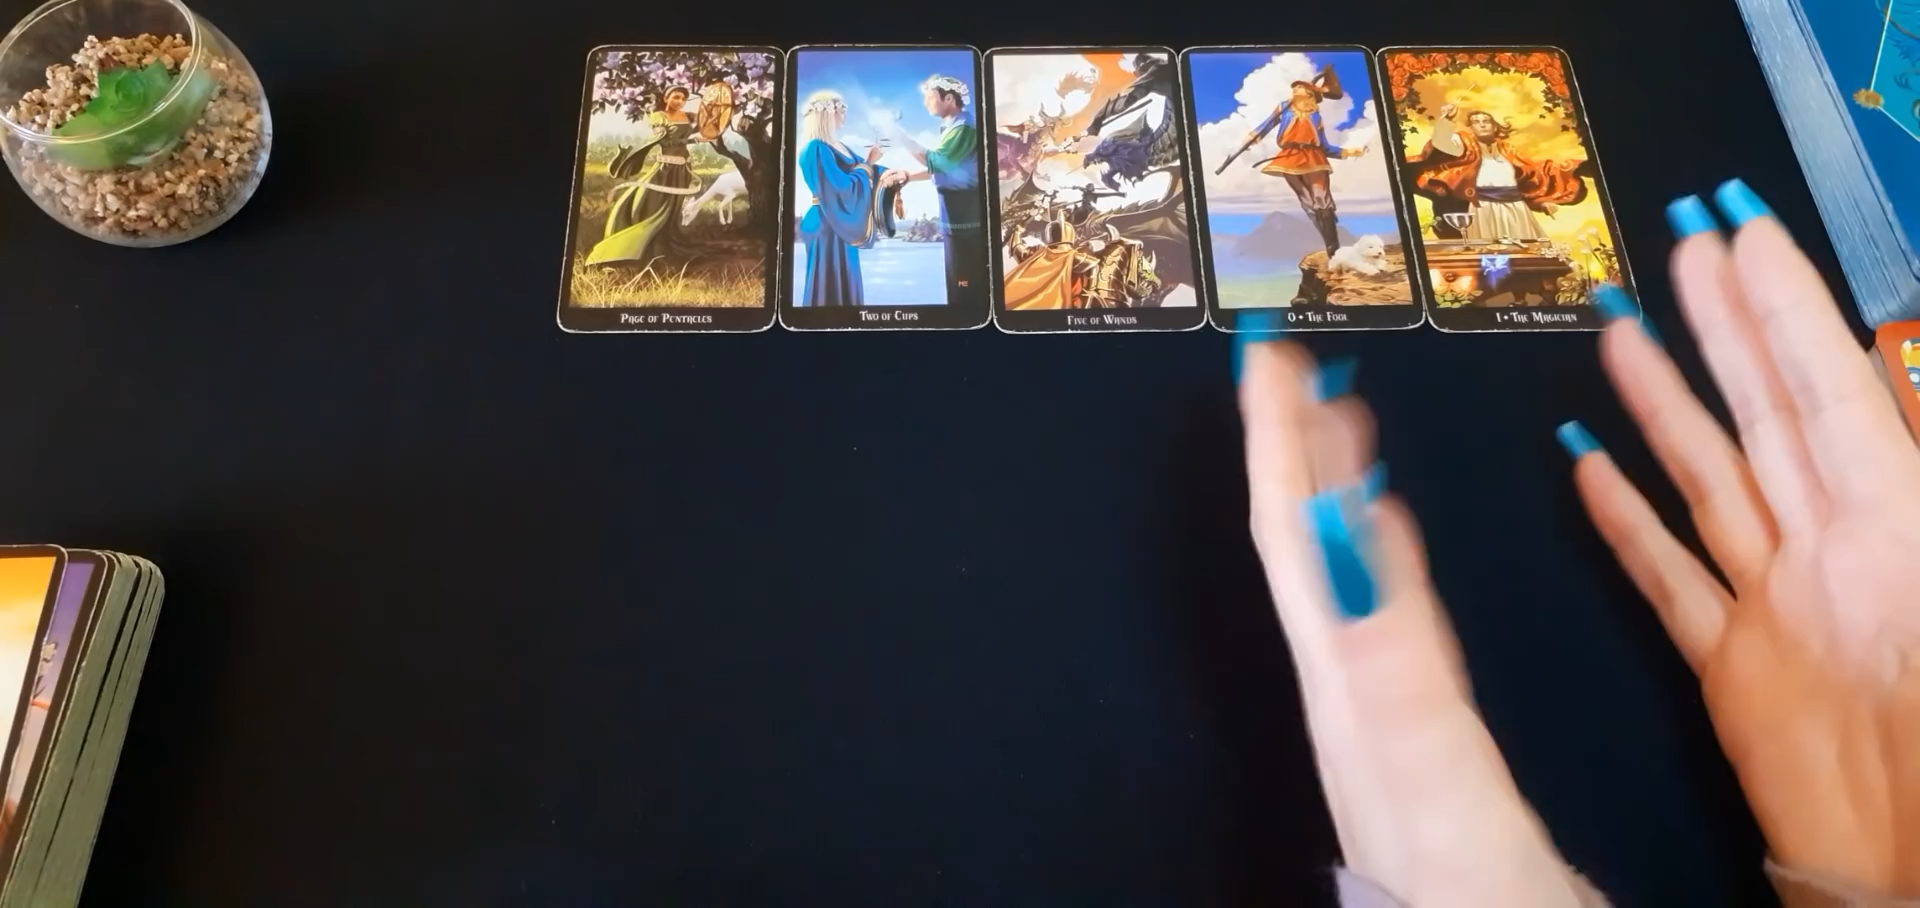 PAGE OF PENTACLES
TWO OF CUPS
FIVE OF WANDS
0 • THE FOOL
I • THE MAGICIAN